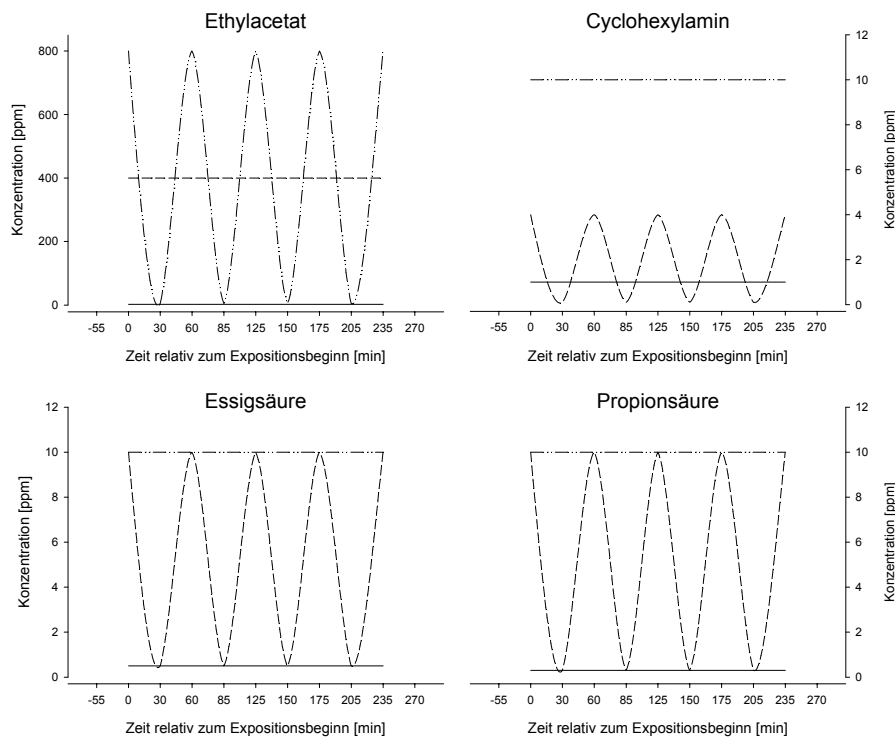 Ethylacetat
Konzentration [ppm]
800
600
400
200
0
-55 0 30 60 85 125 150 175 205 235 270
Zeit relativ zum Expositionsbeginn [min]
Cyclohexylamin
12
10
8
6
4
2
0
Konzentration [ppm]
-55 0 30 60 85 125 150 175 205 235 270
Zeit relativ zum Expositionsbeginn [min]
Essigsäure
Konzentration [ppm]
12
10
8
6
4
2
0
-55 0 30 60 85 125 150 175 205 235 270
Zeit relativ zum Expositionsbeginn [min]
Propionsäure
12
10
8
6
4
2
0
Konzentration [ppm]
-55 0 30 60 85 125 150 175 205 235 270
Zeit relativ zum Expositionsbeginn [min]